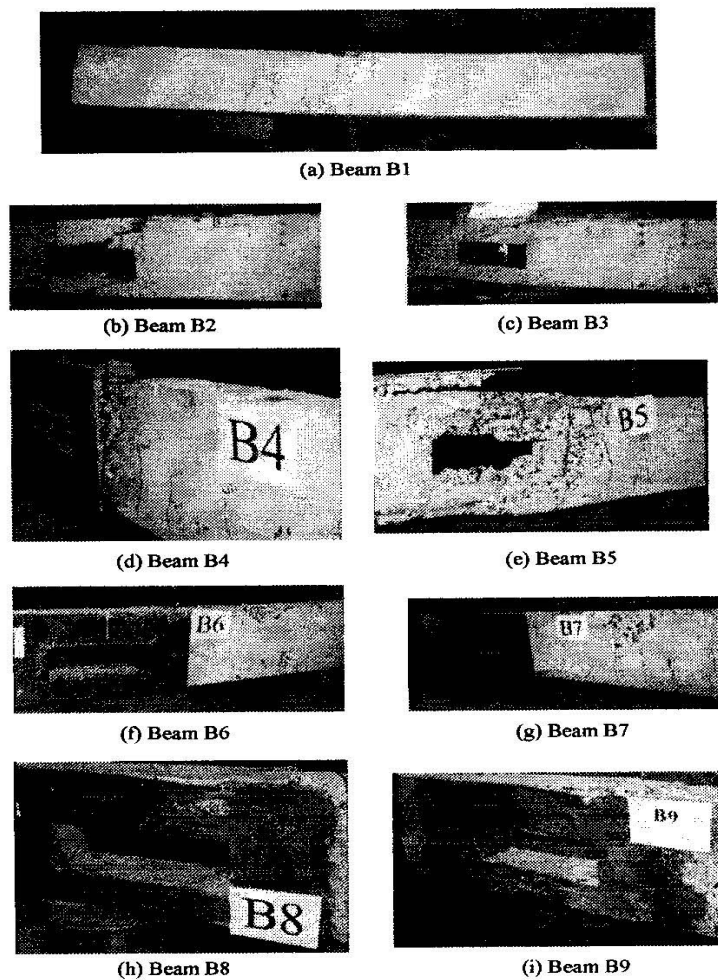 (a) Beam B1
(b) Beam B2
(c) Beam B3
B4
B5
(d) Beam B4
(e) Beam B5
B6
B7
(f) Beam B6
(g) Beam B7
B8
B9
(h) Beam B8
(i) Beam B9